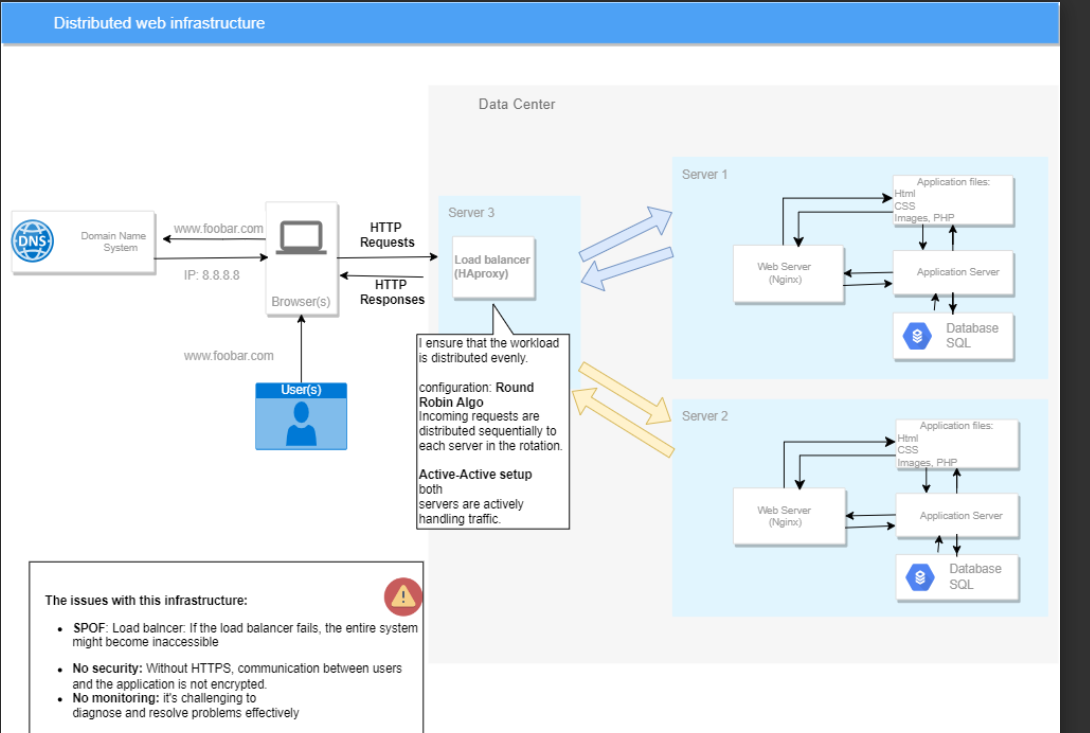 Distributed web infrastructure
Data Center
Server 1
Application files:
Html
CSS
Images, PHP
Web Server
(Nginx)
Application Server
Database
SQL
Server 3
Load balancer
(HAproxy)
DNS
Domain Name
System
www.foobar.com
IP: 8.8.8.8
Browser(s)
HTTP
Requests
HTTP
Responses
www.foobar.com
User(s)
I ensure that the workload
is distributed evenly.
configuration: Round
Robin Algo
Incoming requests are
distributed sequentially to
each server in the rotation.
Active-Active setup
both
servers are actively
handling traffic.
Server 2
Application files:
Html
CSS
Images, PHP
Web Server
(Nginx)
Application Server
Database
SQL
The issues with this infrastructure:
• SPOF: Load balncer: If the load balancer fails, the entire system
might become inaccessible
• No security: Without HTTPS, communication between users
and the application is not encrypted.
• No monitoring: it's challenging to
diagnose and resolve problems effectively